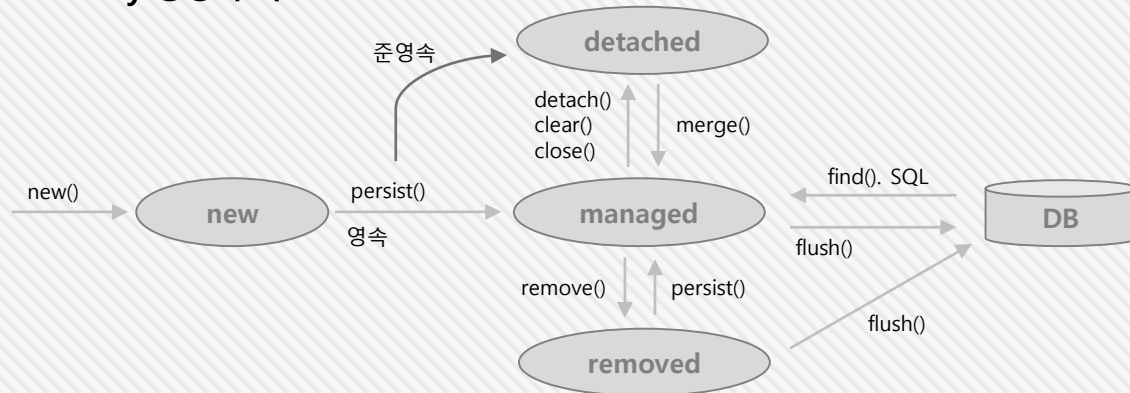 detached
준영속
detach()
clear()
close()
merge()
new()
new
persist()
영속
managed
find(). SQL
flush()
DB
remove()
persist()
flush()
removed